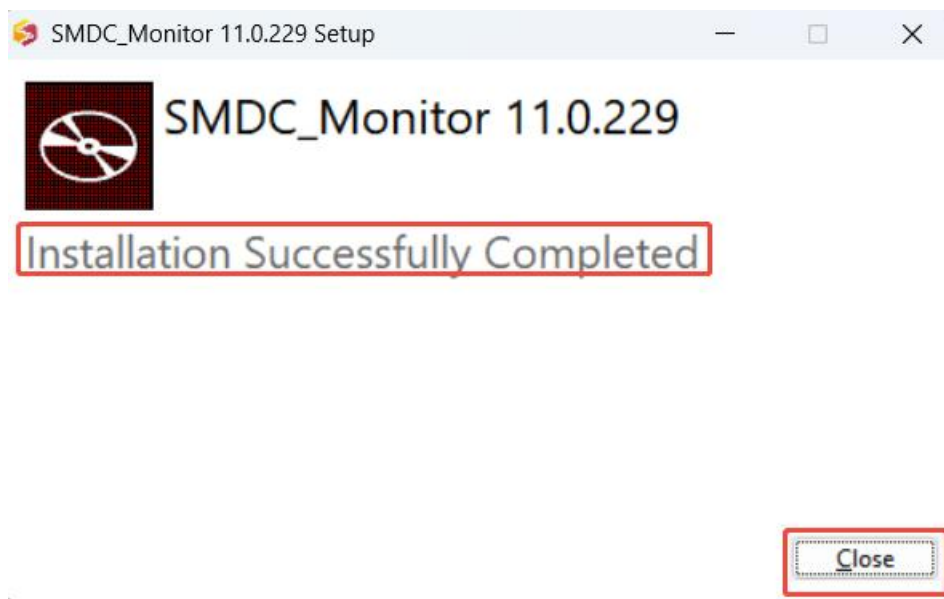 SMDC_Monitor 11.0.229 Setup
SMDC_Monitor 11.0.229
Installation Successfully Completed
Close